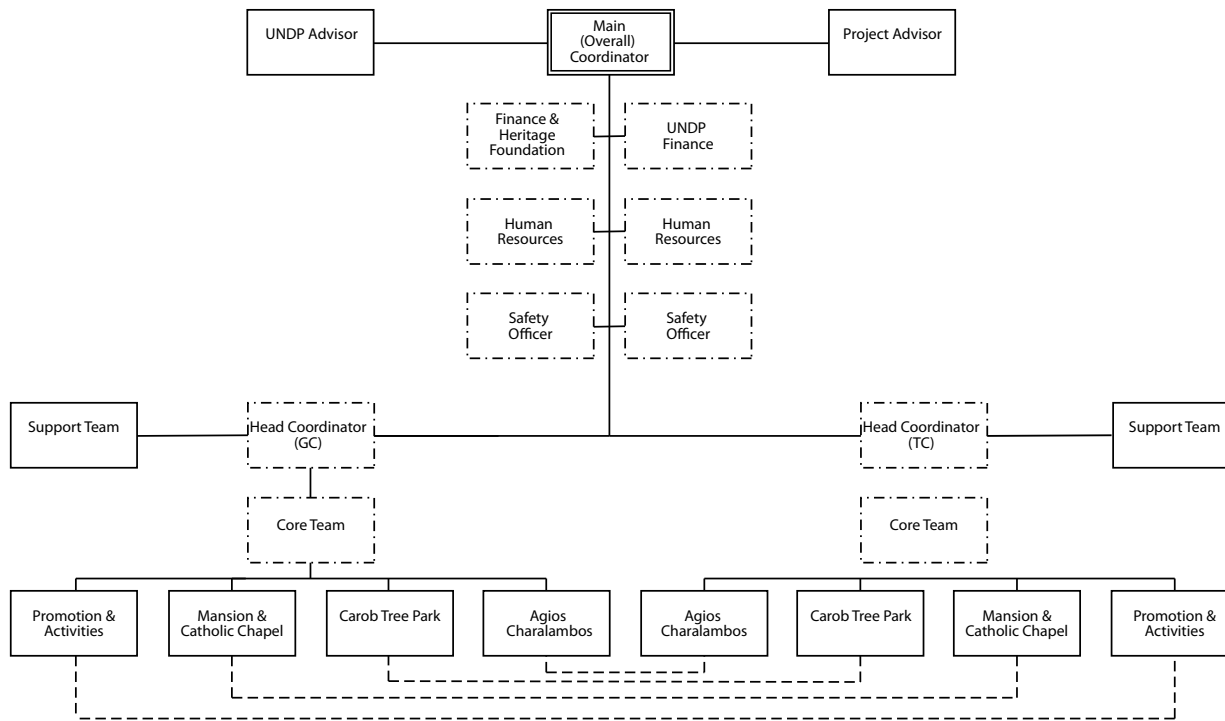 UNDP Advisor
Main
(Overall)
Coordinator
Project Advisor
Finance &
Heritage
Foundation
UNDP
Finance
Human
Resources
Human
Resources
Safety
Officer
Safety
Officer
Support Team
Head Coordinator
(GC)
Head Coordinator
(TC)
Support Team
Core Team
Core Team
Promotion &
Activities
Mansion &
Catholic Chapel
Carob Tree Park
Agios
Charalambos
Agios
Charalambos
Carob Tree Park
Mansion &
Catholic Chapel
Promotion &
Activities